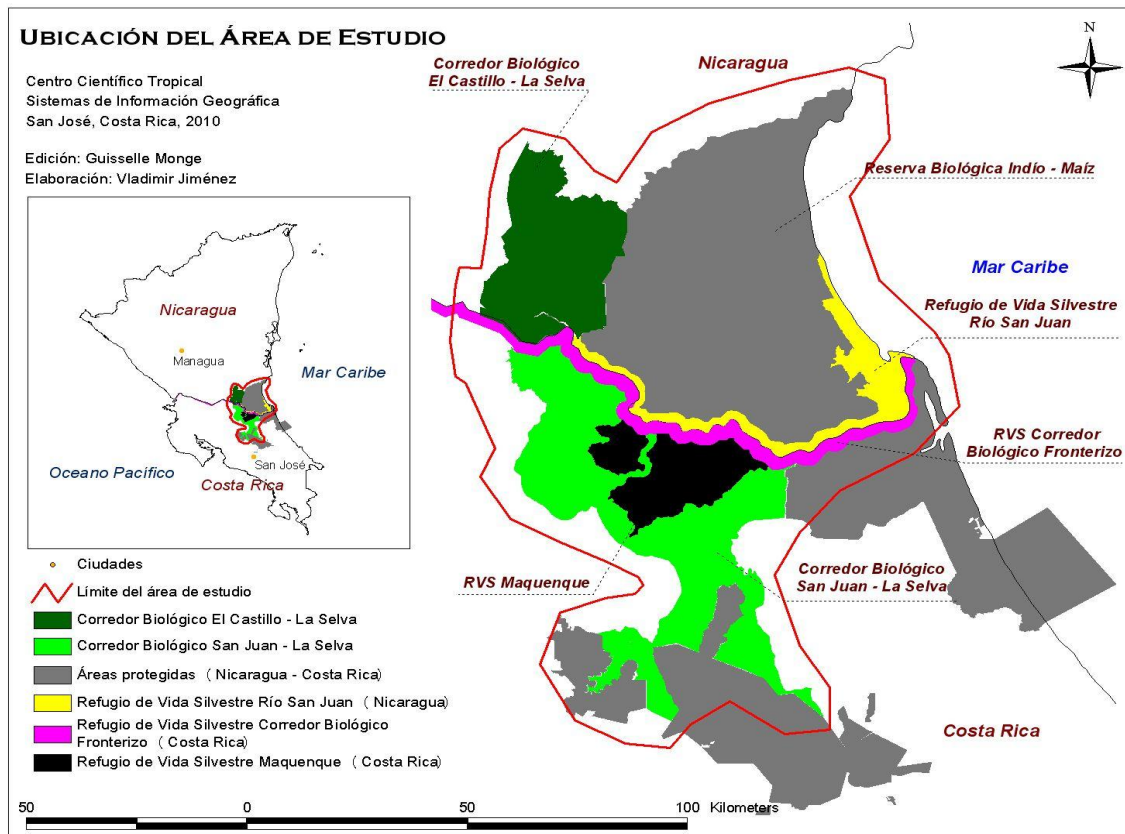 UBICACIÓN DEL ÁREA DE ESTUDIO
Centro Científico Tropical
Sistemas de Información Geográfica
San José, Costa Rica, 2010
Edición: Guisselle Monge
Elaboración: Vladimir Jiménez
Nicaragua
Managua
Mar Caribe
San José
Oceano Pacífico
Costa Rica
Ciudades
Límite del área de estudio
Corredor Biológico El Castillo - La Selva
Corredor Biológico San Juan - La Selva
Áreas protegidas ( Nicaragua - Costa Rica)
Refugio de Vida Silvestre Río San Juan ( Nicaragua)
Refugio de Vida Silvestre Corredor Biológico
Fronterizo ( Costa Rica)
Refugio de Vida Silvestre Maquenque ( Costa Rica)
50 0 50 100 Kilometers
Corredor Biológico
El Castillo - La Selva
Nicaragua
N
Reserva Biológica Indío - Maíz
Mar Caribe
Refugio de Vida Silvestre
Río San Juan
RVS Corredor
Biológico Fronterizo
RVS Maquenque
Corredor Biológico
San Juan - La Selva
Costa Rica